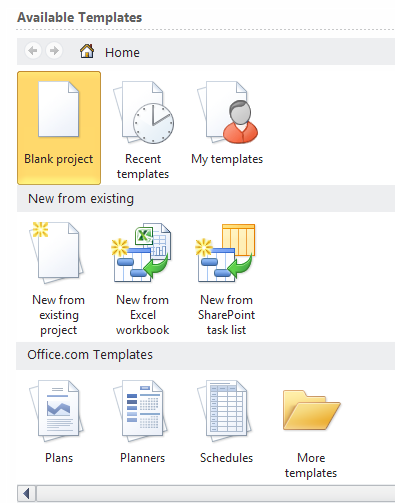 Available Templates
Home
Blank project
Recent
templates
My templates
New from existing
New from
existing
project
New from
Excel
workbook
New from
SharePoint
task list
Office.com Templates
Plans
Planners
Schedules
More
templates